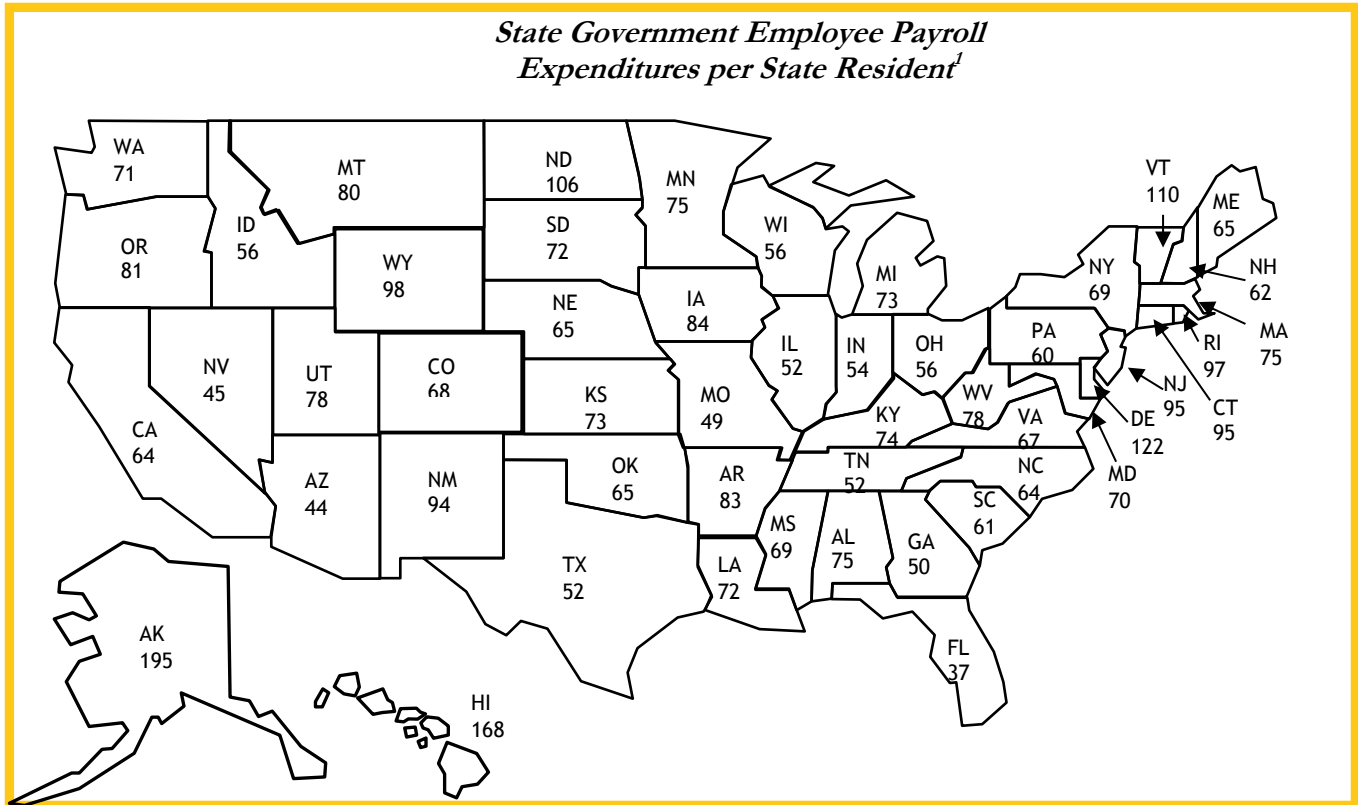 State Government Employee Payroll
Expenditures per State Resident1
WA
71
MT
80
ND
106
MN
75
VT
110
ME
65
ID
56
OR
81
SD
72
WI
56
WY
98
MI
73
NY
69
NH
62
NE
65
IA
84
MA
75
RI
97
PA
60
NV
45
UT
78
CO
68
IL
52
IN
54
OH
56
NJ
95
CT
95
KS
73
MO
49
WV
78
KY
74
VA
67
DE
122
CA
64
MD
70
AZ
44
NM
94
OK
65
AR
83
TN
52
NC
64
SC
61
MS
69
AL
75
GA
50
TX
52
LA
72
FL
37
AK
195
HI
168